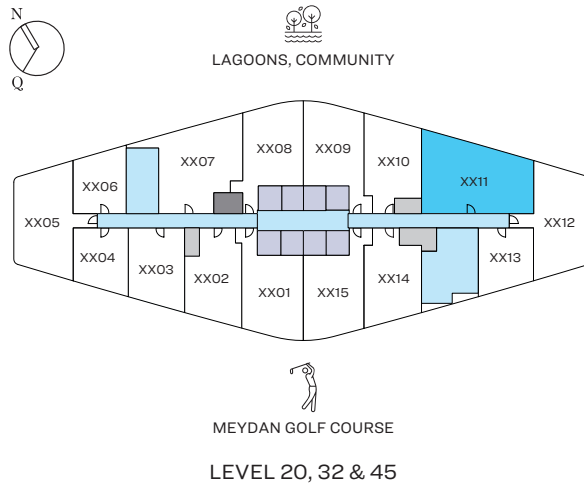 N
Q
LAGOONS, COMMUNITY
XX08 XX09
XX07 XX10
XX06 XX11
XX05 XX12
XX04 XX03 XX02 XX01 XX15 XX14 XX13
MEYDAN GOLF COURSE
LEVEL 20, 32 & 45